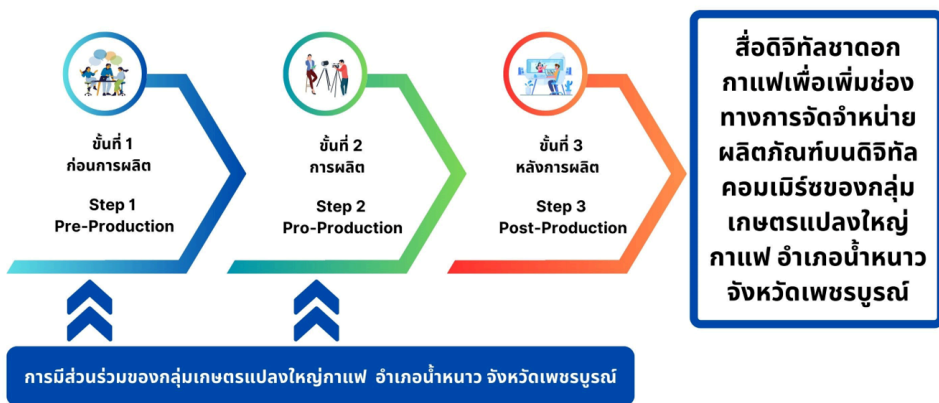 ขั้นที่ 1
ก่อนการผลิต
Step 1
Pre-Production
ขั้นที่ 2
การผลิต
Step 2
Pro-Production
ขั้นที่ 3
หลังการผลิต
Step 3
Post-Production
สื่อดิจิทัลชาดอก
กาแฟเพื่อเพิ่มช่อง
ทางการจัดจำหน่าย
ผลิตภัณฑ์บนดิจิทัล
คอมเมิร์ซของกลุ่ม
เกษตรแปลงใหญ่
กาแฟ อำเภอน้ำหนาว
จังหวัดเพชรบูรณ์
การมีส่วนร่วมของกลุ่มเกษตรแปลงใหญ่กาแฟ อำเภอน้ำหนาว จังหวัดเพชรบูรณ์